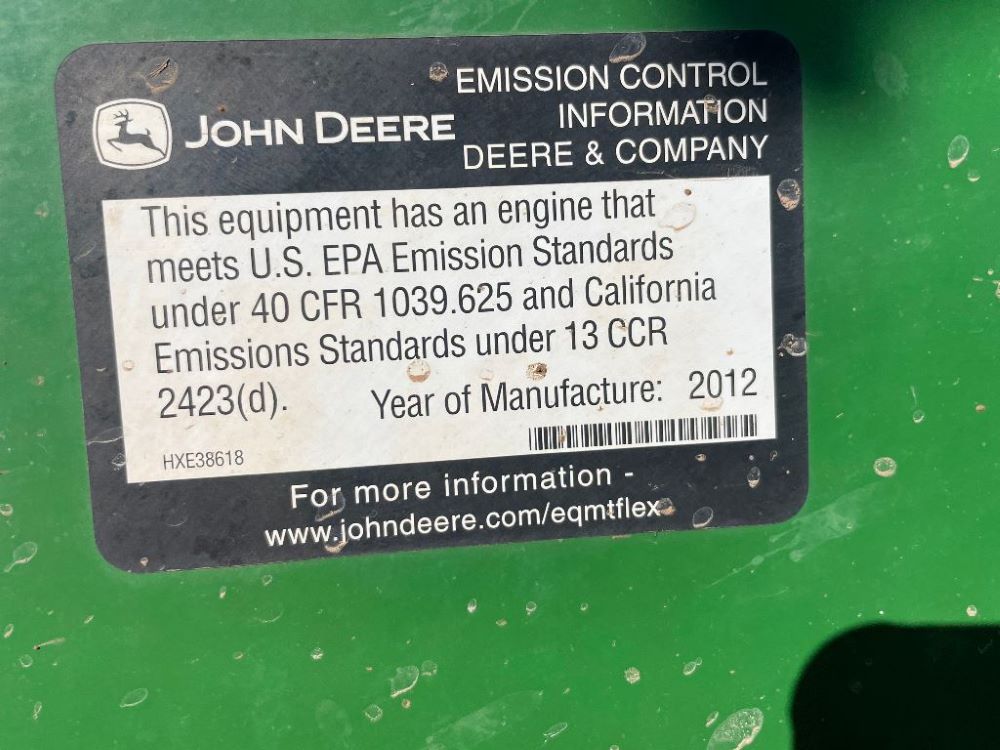 EMISSION CONTROL
INFORMATION
JOHN DEERE
DEERE & COMPANY
This equipment has an engine that
meets U.S. EPA Emission Standards
under 40 CFR 1039.625 and California
Emissions Standards under 13 CCR
2423(d). Year of Manufacture: 2012
HXE38618
For more information -
www.johndeere.com/eqmtflex